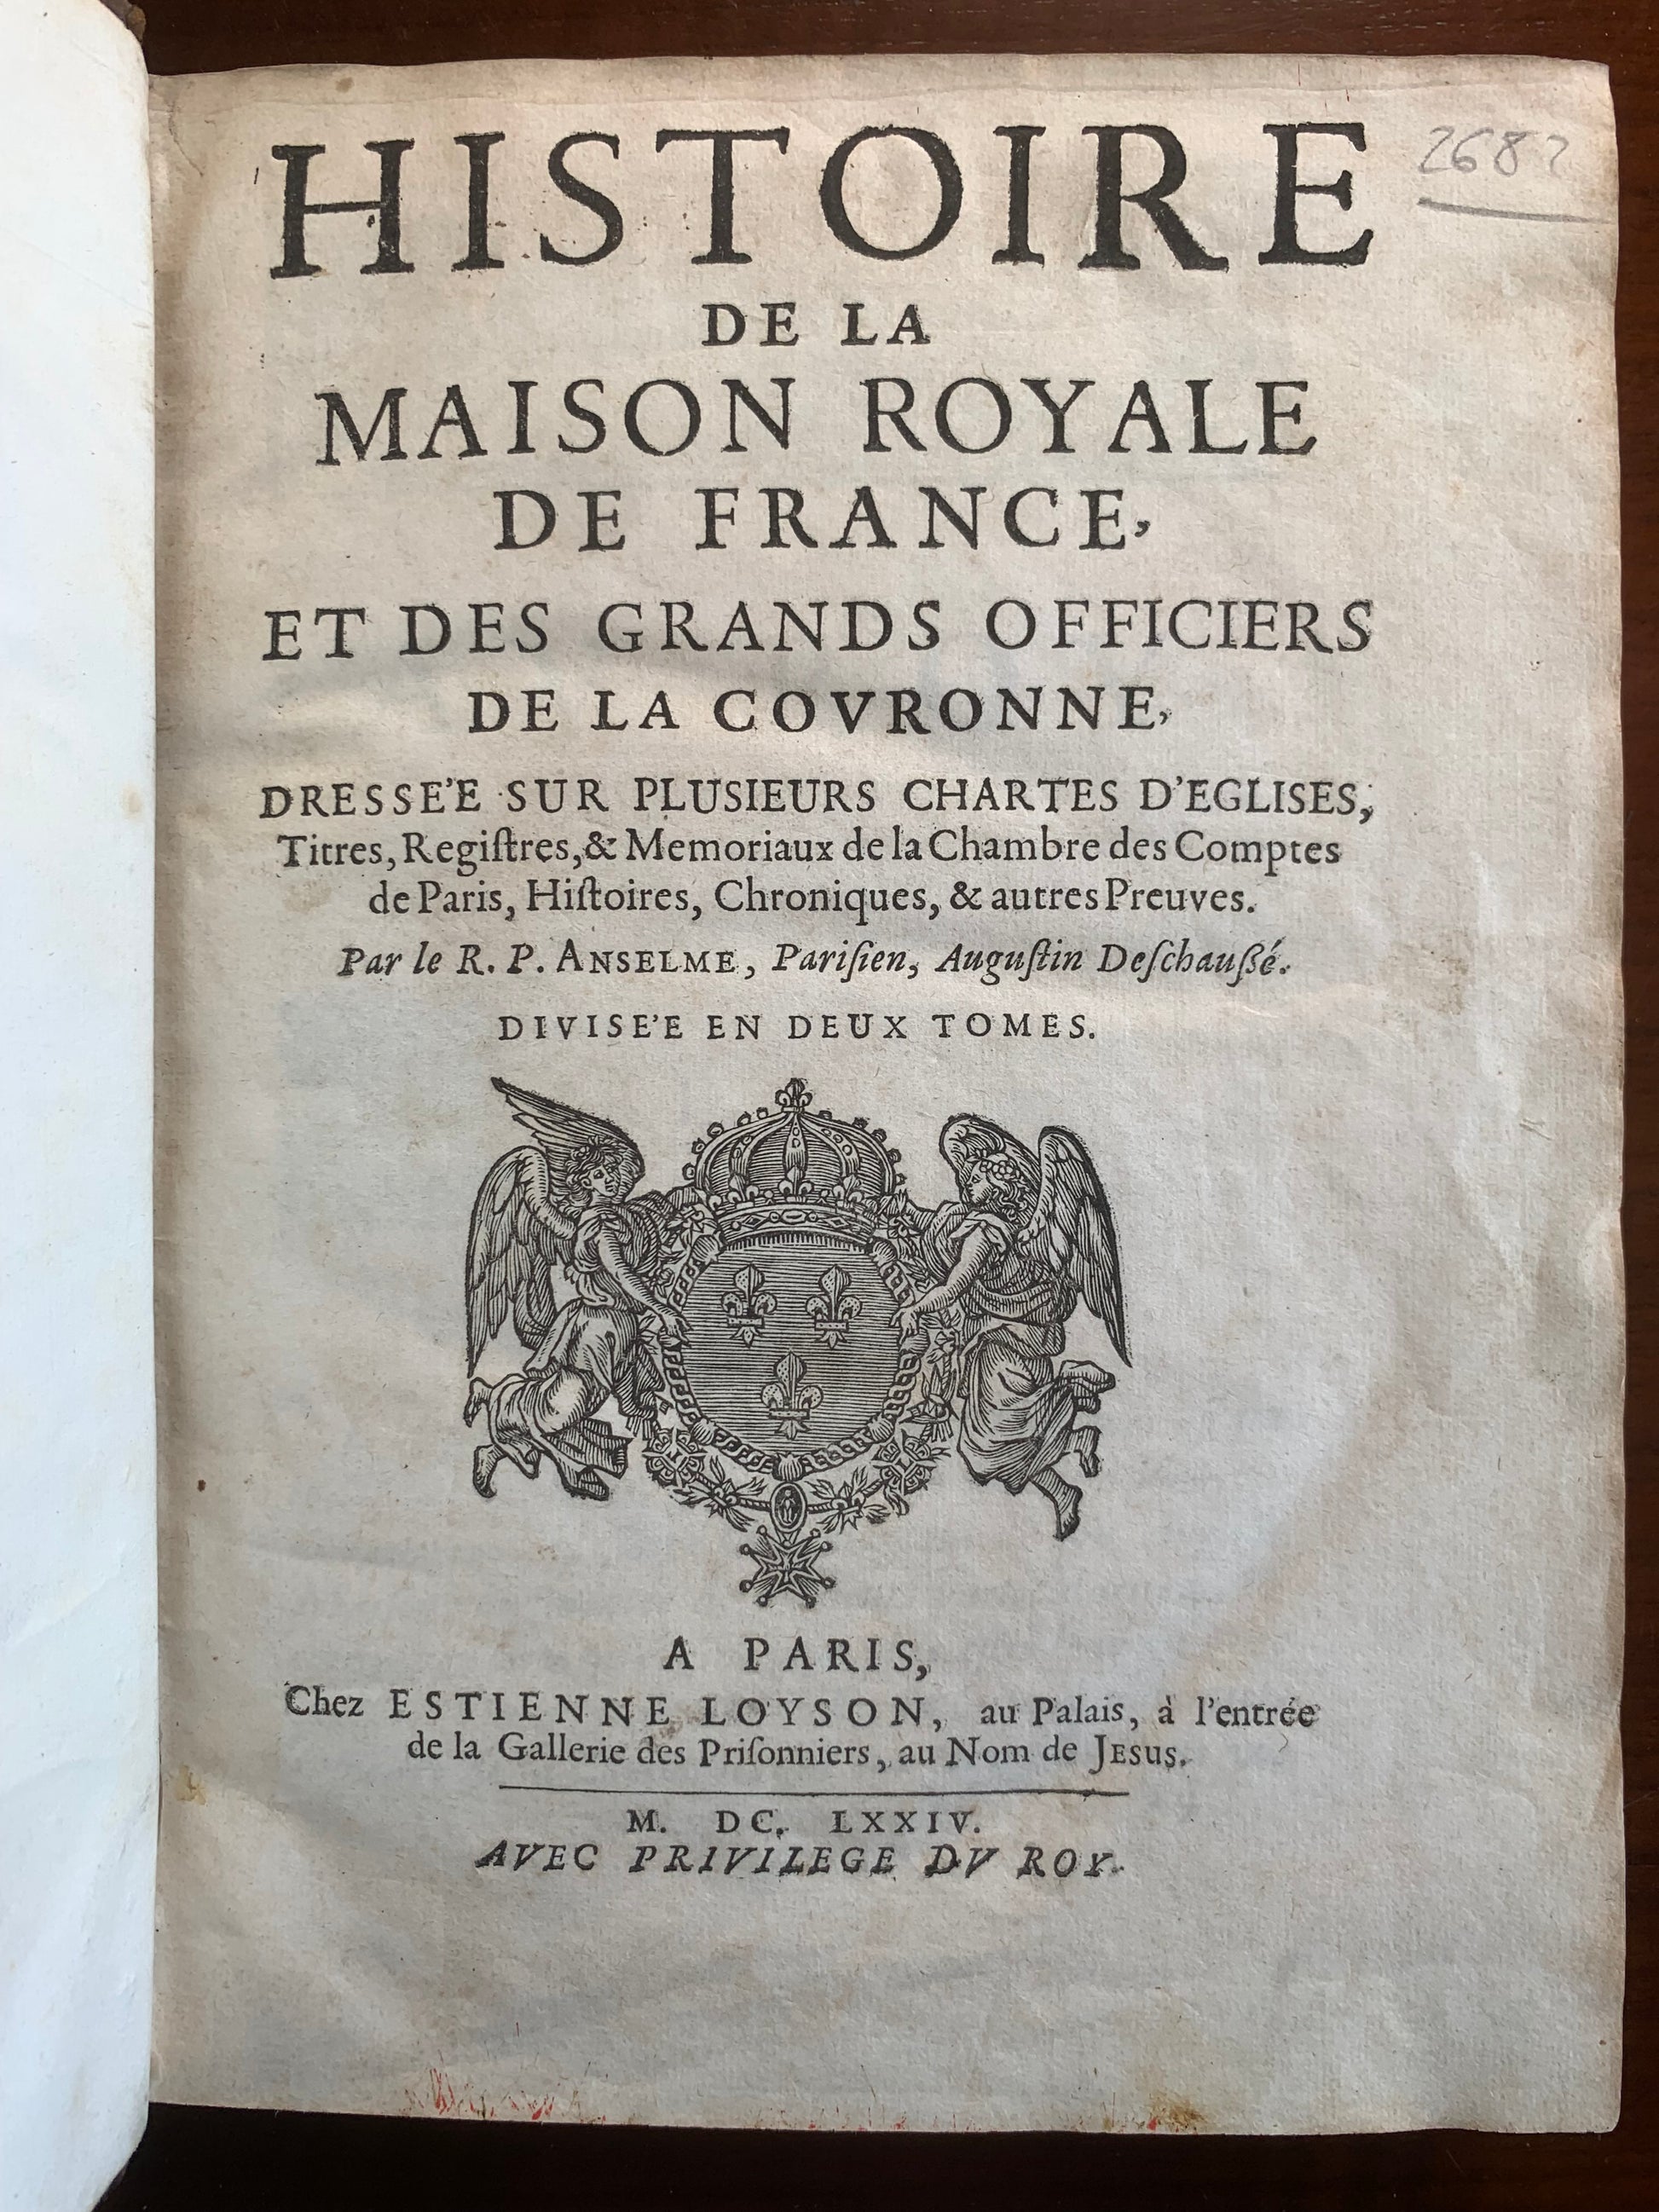 HISTOIRE
DE LA
MAISON ROYALE
DE FRANCE,
ET DES GRANDS OFFICIERS
DE LA COVRONNE,
DRESSE'E SUR PLUSIEURS CHARTES D'EGLISES,
Titres, Regiſtres, & Memoriaux de la Chambre des Comptes
de Paris, Hiſtoires, Chroniques, & autres Preuves.
Par le R. P. ANSELME, Pariſien, Auguſtin Deſchaußé.
DIVISE'E EN DEUX TOMES.
A PARIS,
Chez ESTIENNE LOYSON, au Palais, à l'entrée
de la Gallerie des Priſonniers, au Nom de JESUS.
M. DC. LXXIV.
AVEC PRIVILEGE DV ROY.